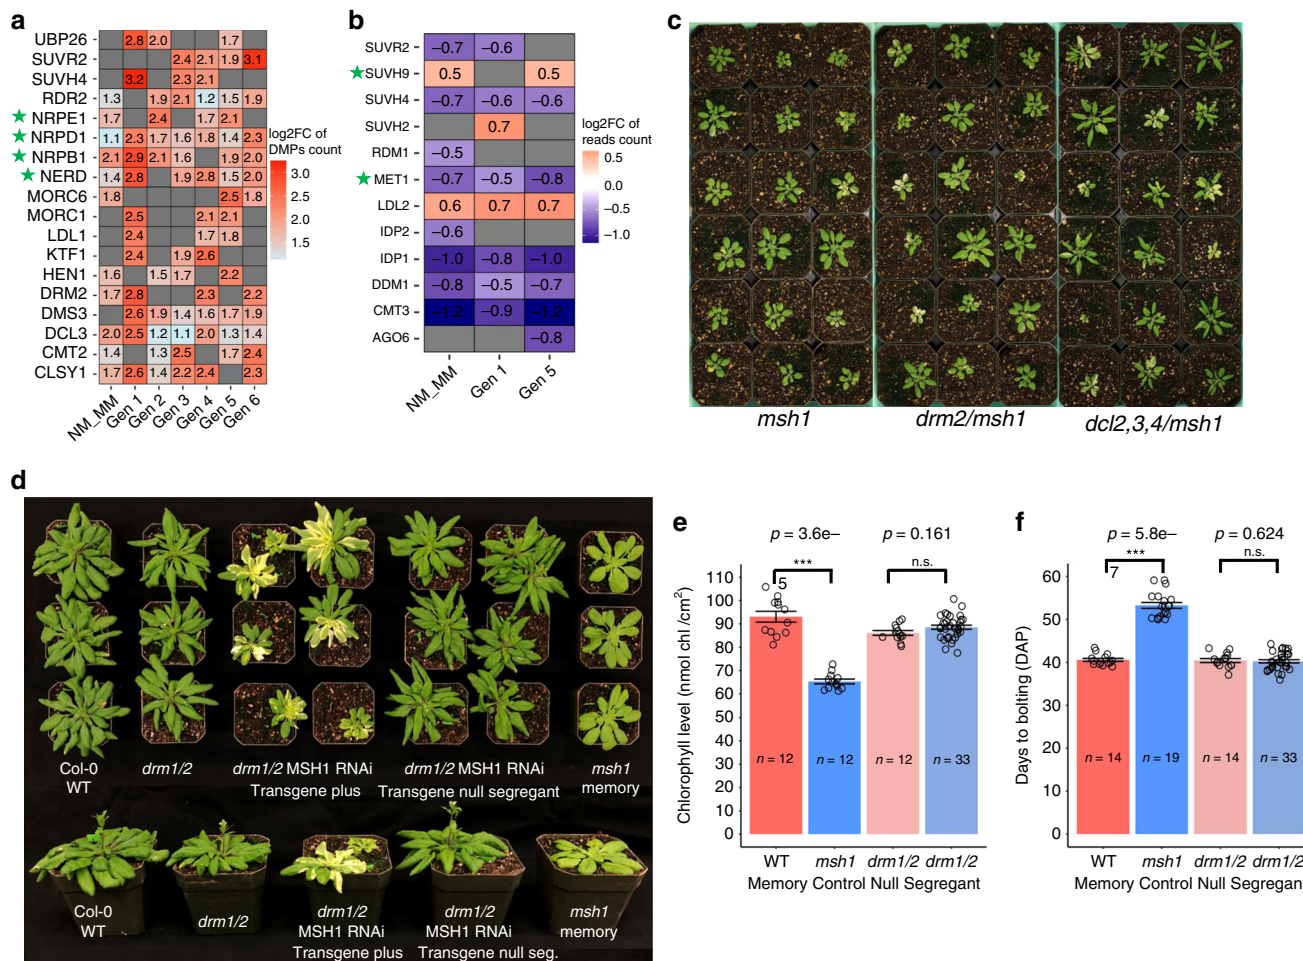 a
UBP26 2.8 2.0 1.7
SUVR2 2.4 2.1 1.9 3.1
SUVH4 3.2 2.3 2.1
RDR2 1.3 1.9 2.1 1.2 1.5 1.9
NRPE1 1.7 2.4 1.7 2.1
NRPD1 1.1 2.3 1.7 1.6 1.8 1.4 2.3
NRPB1 2.1 2.9 2.1 1.6 1.9 2.0
NERD 1.4 2.8 1.9 2.8 1.5 2.0
MORC6 1.8 2.5 1.8
MORC1 2.5 2.1 2.1
LDL1 2.4 1.7 1.8
KTF1 2.4 1.9 2.6
HEN1 1.6 1.5 1.7 2.2
DRM2 1.7 2.8 2.3 2.2
DMS3 2.6 1.9 1.4 1.6 1.7 1.9
DCL3 2.0 2.5 1.2 1.1 2.0 1.3 1.4
CMT2 1.4 1.3 2.5 1.7 2.4
CLSY1 1.7 2.6 1.4 2.2 2.4 2.3
NM_MM Gen 1 Gen 2 Gen 3 Gen 4 Gen 5 Gen 6
log2FC of
DMPs count
3.0
2.5
2.0
1.5
b
SUVR2 −0.7 −0.6
SUVH9 0.5 0.5
SUVH4 −0.7 −0.6 −0.6
SUVH2 0.7
RDM1 −0.5
MET1 −0.7 −0.5 −0.8
LDL2 0.6 0.7 0.7
IDP2 −0.6
IDP1 −1.0 −0.8 −1.0
DDM1 −0.8 −0.5 −0.7
CMT3 −1.2 −0.9 −1.2
AGO6 −0.8
NM_MM Gen 1 Gen 5
log2FC of
reads count
0.5
0.0
−0.5
−1.0
c
msh1 drm2/msh1 dcl2,3,4/msh1
d
Col-0
WT
drm1/2
drm1/2 MSH1 RNAi
Transgene plus
drm1/2 MSH1 RNAi
Transgene null segregant
msh1
memory
Col-0
WT
drm1/2
drm1/2
MSH1 RNAi
Transgene plus
drm1/2
MSH1 RNAi
Transgene null seg.
msh1
memory
e
p = 3.6e– p = 0.161
*** n.s.
5
Chlorophyll level (nmol chl /cm²)
110
100
90
80
70
60
50
40
30
20
10
0
n = 12 n = 12 n = 12 n = 33
WT msh1 drm1/2 drm1/2
Memory Control Null Segregant
f
p = 5.8e– p = 0.624
*** n.s.
7
Days to bolting (DAP)
60
50
40
30
20
10
0
n = 14 n = 19 n = 14 n = 33
WT msh1 drm1/2 drm1/2
Memory Control Null Segregan